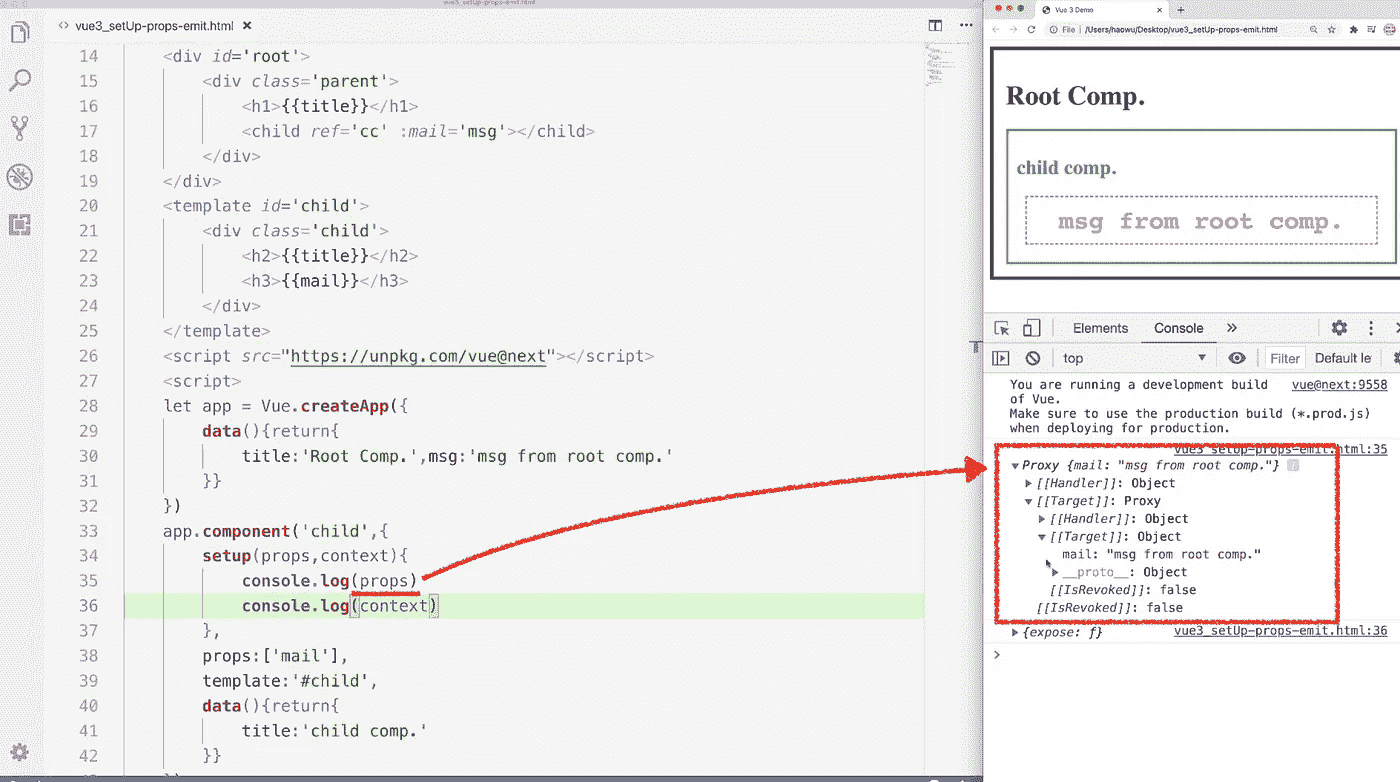 vue3_setUp-props-emit.html
<> vue3_setUp-props-emit.html ×
14 <div id='root'>
15 <div class='parent'>
16 <h1>{{title}}</h1>
17 <child ref='cc' :mail='msg'></child>
18 </div>
19 </div>
20 <template id='child'>
21 <div class='child'>
22 <h2>{{title}}</h2>
23 <h3>{{mail}}</h3>
24 </div>
25 </template>
26 <script src="https://unpkg.com/vue@next"></script>
27 <script>
28 let app = Vue.createApp({
29 data(){return{
30 title:'Root Comp.',msg:'msg from root comp.'
31 }}
32 })
33 app.component('child',{
34 setup(props,context){
35 console.log(props)
36 console.log(context)
37 },
38 props:['mail'],
39 template:'#child',
40 data(){return{
41 title:'child comp.'
42 }}
Vue 3 Demo
File | /Users/haowu/Desktop/vue3_setUp-props-emit.html
Root Comp.
child comp.
msg from root comp.
Elements Console »
top Filter Default le
You are running a development build vue@next:9558
of Vue.
Make sure to use the production build (*.prod.js)
when deploying for production.
vue3_setUp-props-emit.html:35
Proxy {mail: "msg from root comp."}
[[Handler]]: Object
[[Target]]: Proxy
[[Handler]]: Object
[[Target]]: Object
mail: "msg from root comp."
__proto__: Object
[[IsRevoked]]: false
[[IsRevoked]]: false
{expose: ƒ} vue3_setUp-props-emit.html:36